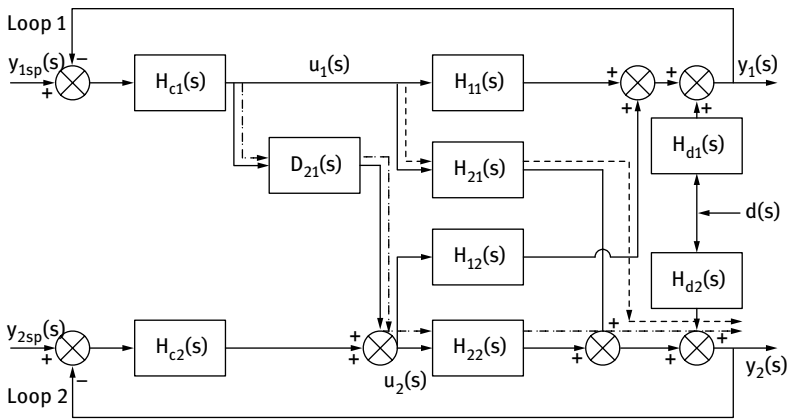 Loop 1
y1sp(s)
−
+
Hc1(s)
u1(s)
H11(s)
+
+
+
+
y1(s)
D21(s)
H21(s)
Hd1(s)
d(s)
H12(s)
Hd2(s)
y2sp(s)
+
−
Hc2(s)
+
+
u2(s)
H22(s)
+
+
+
+
y2(s)
Loop 2